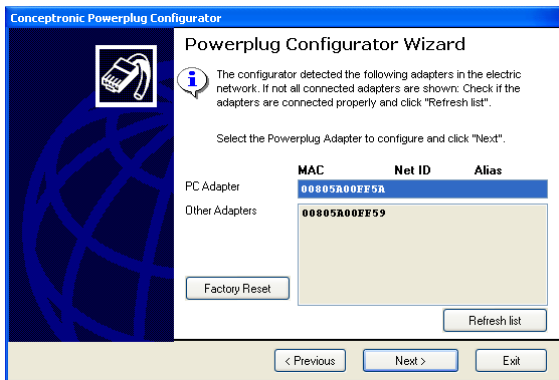 Conceptronic Powerplug Configurator
Powerplug Configurator Wizard
The configurator detected the following adapters in the electric
network. If not all connected adapters are shown: Check if the
adapters are connected properly and click "Refresh list".
Select the Powerplug Adapter to configure and click "Next".
MAC Net ID Alias
PC Adapter 00805A00FF5A
Other Adapters 00805A00FF59
Factory Reset
Refresh list
< Previous Next > Exit